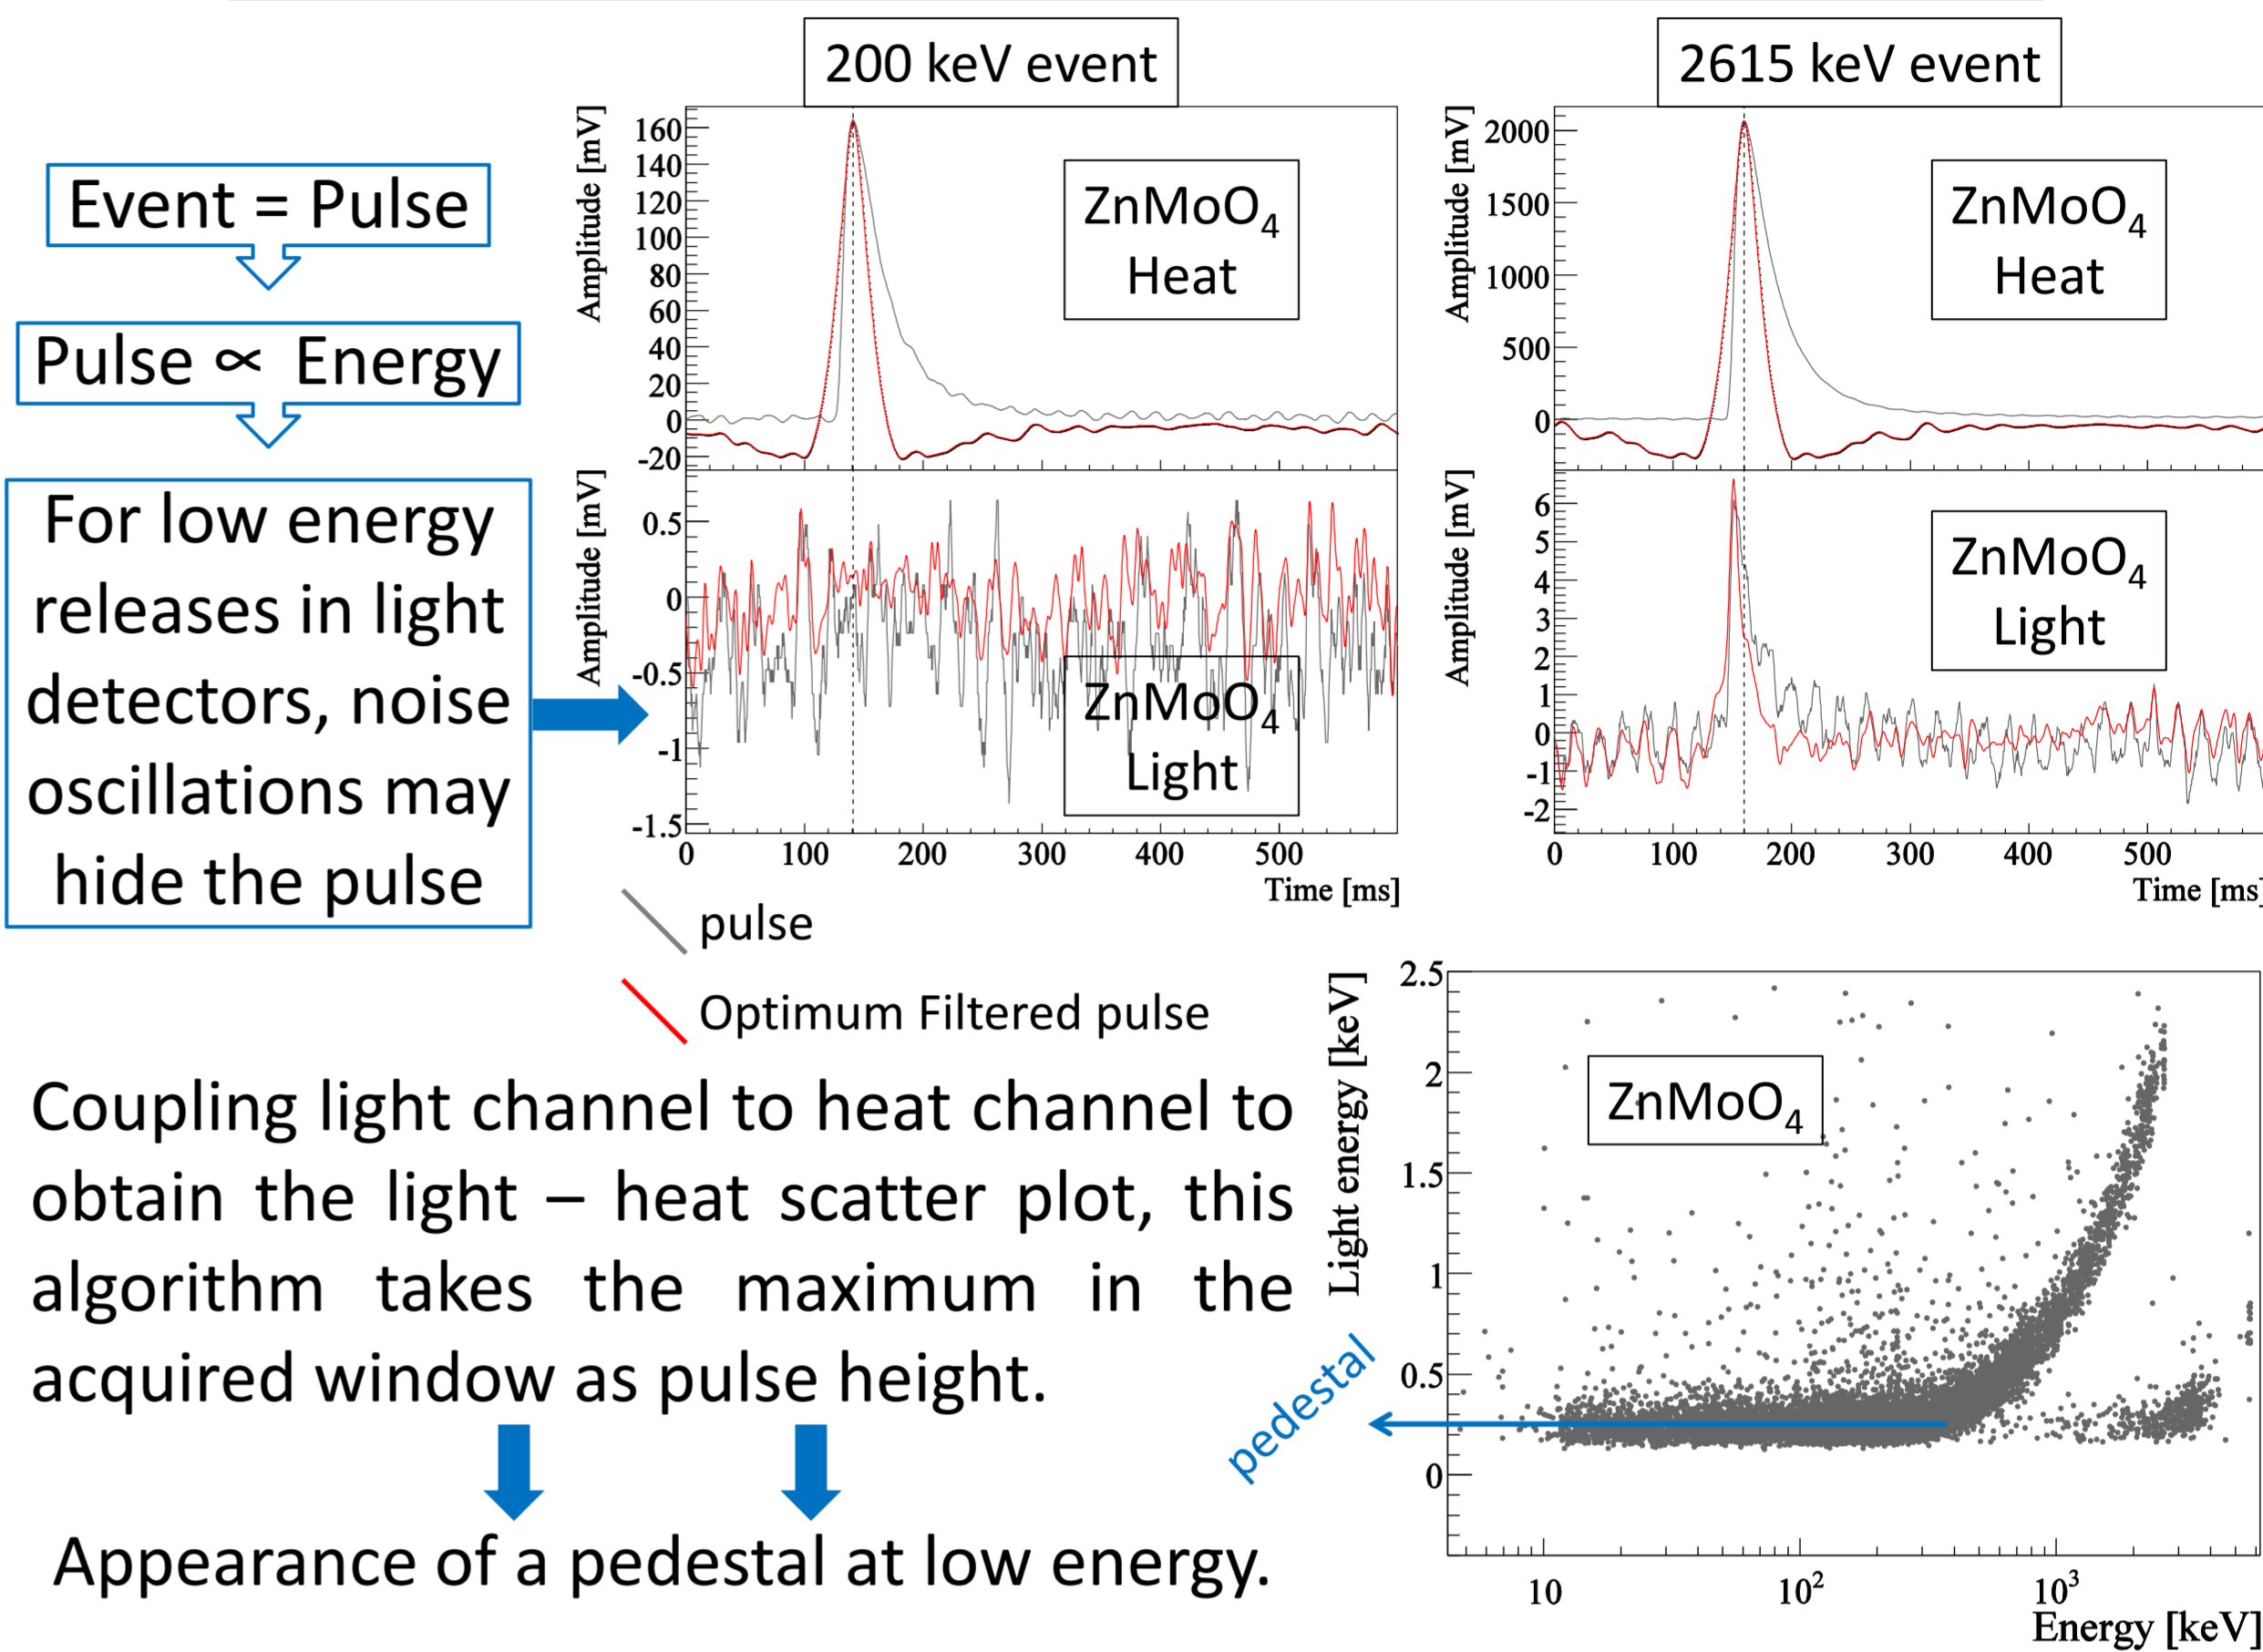 200 keV event
2615 keV event
Event = Pulse
Pulse ∝ Energy
For low energy
releases in light
detectors, noise
oscillations may
hide the pulse
Amplitude [mV]
160
140
120
100
80
60
40
20
0
-20
ZnMoO4
Heat
Amplitude [mV]
0.5
0
-0.5
-1
-1.5
ZnMoO4
Light
0 100 200 300 400 500
Time [ms]
Amplitude [mV]
2000
1500
1000
500
0
ZnMoO4
Heat
Amplitude [mV]
6
5
4
3
2
1
0
-1
-2
ZnMoO4
Light
0 100 200 300 400 500
Time [ms]
pulse
Optimum Filtered pulse
Coupling light channel to heat channel to
obtain the light – heat scatter plot, this
algorithm takes the maximum in the
acquired window as pulse height.
Appearance of a pedestal at low energy.
Light energy [keV]
2.5
2
1.5
1
0.5
0
ZnMoO4
pedestal
10 10² 10³
Energy [keV]